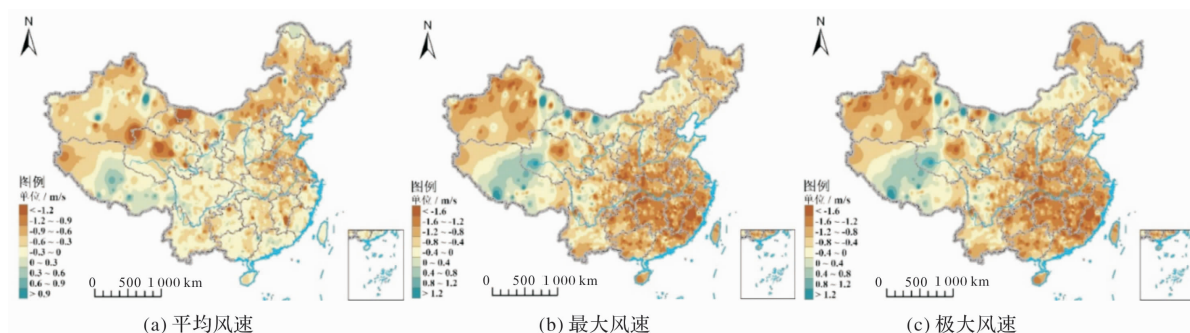 N
图例
单位 / m/s
< -1.2
-1.2 ~ -0.9
-0.9 ~ -0.6
-0.6 ~ -0.3
-0.3 ~ 0
0 ~ 0.3
0.3 ~ 0.6
0.6 ~ 0.9
> 0.9
0 500 1 000 km
(a) 平均风速
N
图例
单位 / m/s
< -1.6
-1.6 ~ -1.2
-1.2 ~ -0.8
-0.8 ~ -0.4
-0.4 ~ 0
0 ~ 0.4
0.4 ~ 0.8
0.8 ~ 1.2
> 1.2
0 500 1 000 km
(b) 最大风速
N
图例
单位 / m/s
< -1.6
-1.6 ~ -1.2
-1.2 ~ -0.8
-0.8 ~ -0.4
-0.4 ~ 0
0 ~ 0.4
0.4 ~ 0.8
0.8 ~ 1.2
> 1.2
0 500 1 000 km
(c) 极大风速